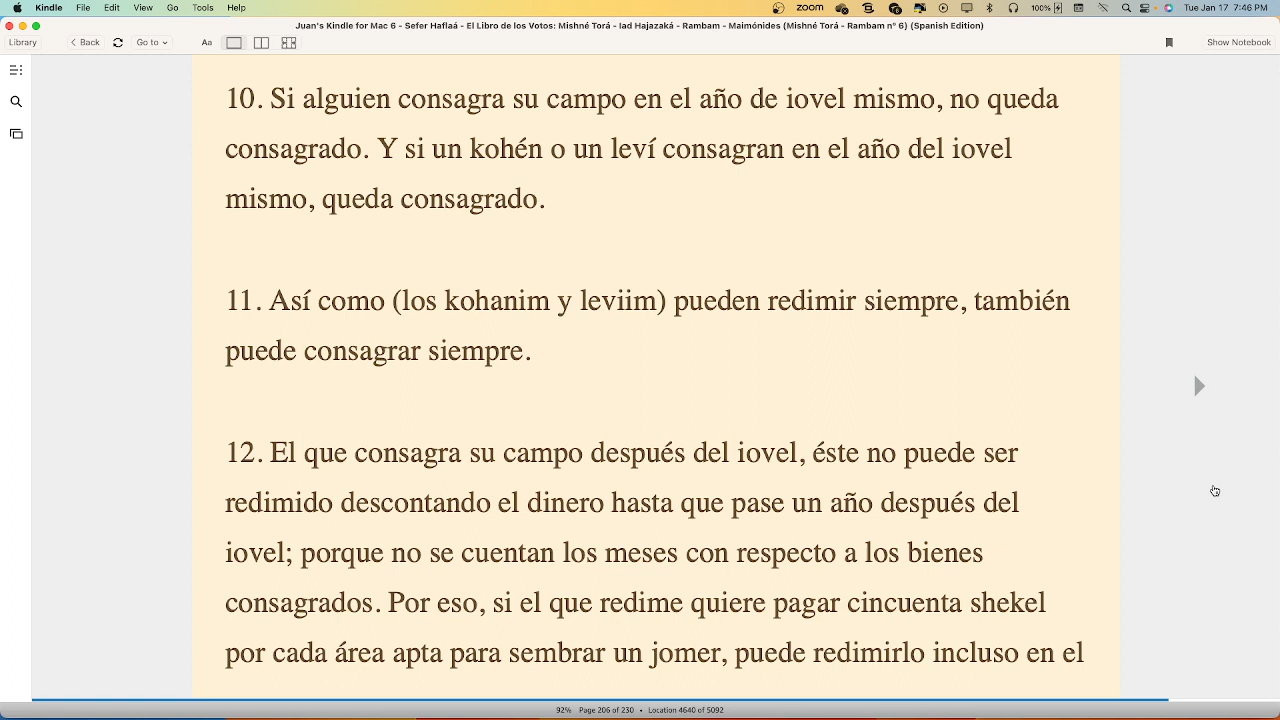 Kindle File Edit View Go Tools Help zoom 100% Tue Jan 17 7:46 PM
Juan's Kindle for Mac 6 - Sefer Haflaá - El Libro de los Votos: Mishné Torá - Iad Hajazaká - Rambam - Maimónides (Mishné Torá - Rambam nº 6) (Spanish Edition)
Library Back Go to Aa Show Notebook
10. Si alguien consagra su campo en el año de iovel mismo, no queda
consagrado. Y si un kohén o un leví consagran en el año del iovel
mismo, queda consagrado.
11. Así como (los kohanim y leviim) pueden redimir siempre, también
puede consagrar siempre.
12. El que consagra su campo después del iovel, éste no puede ser
redimido descontando el dinero hasta que pase un año después del
iovel; porque no se cuentan los meses con respecto a los bienes
consagrados. Por eso, si el que redime quiere pagar cincuenta shekel
por cada área apta para sembrar un jomer, puede redimirlo incluso en el
92% Page 206 of 230 • Location 4640 of 5092